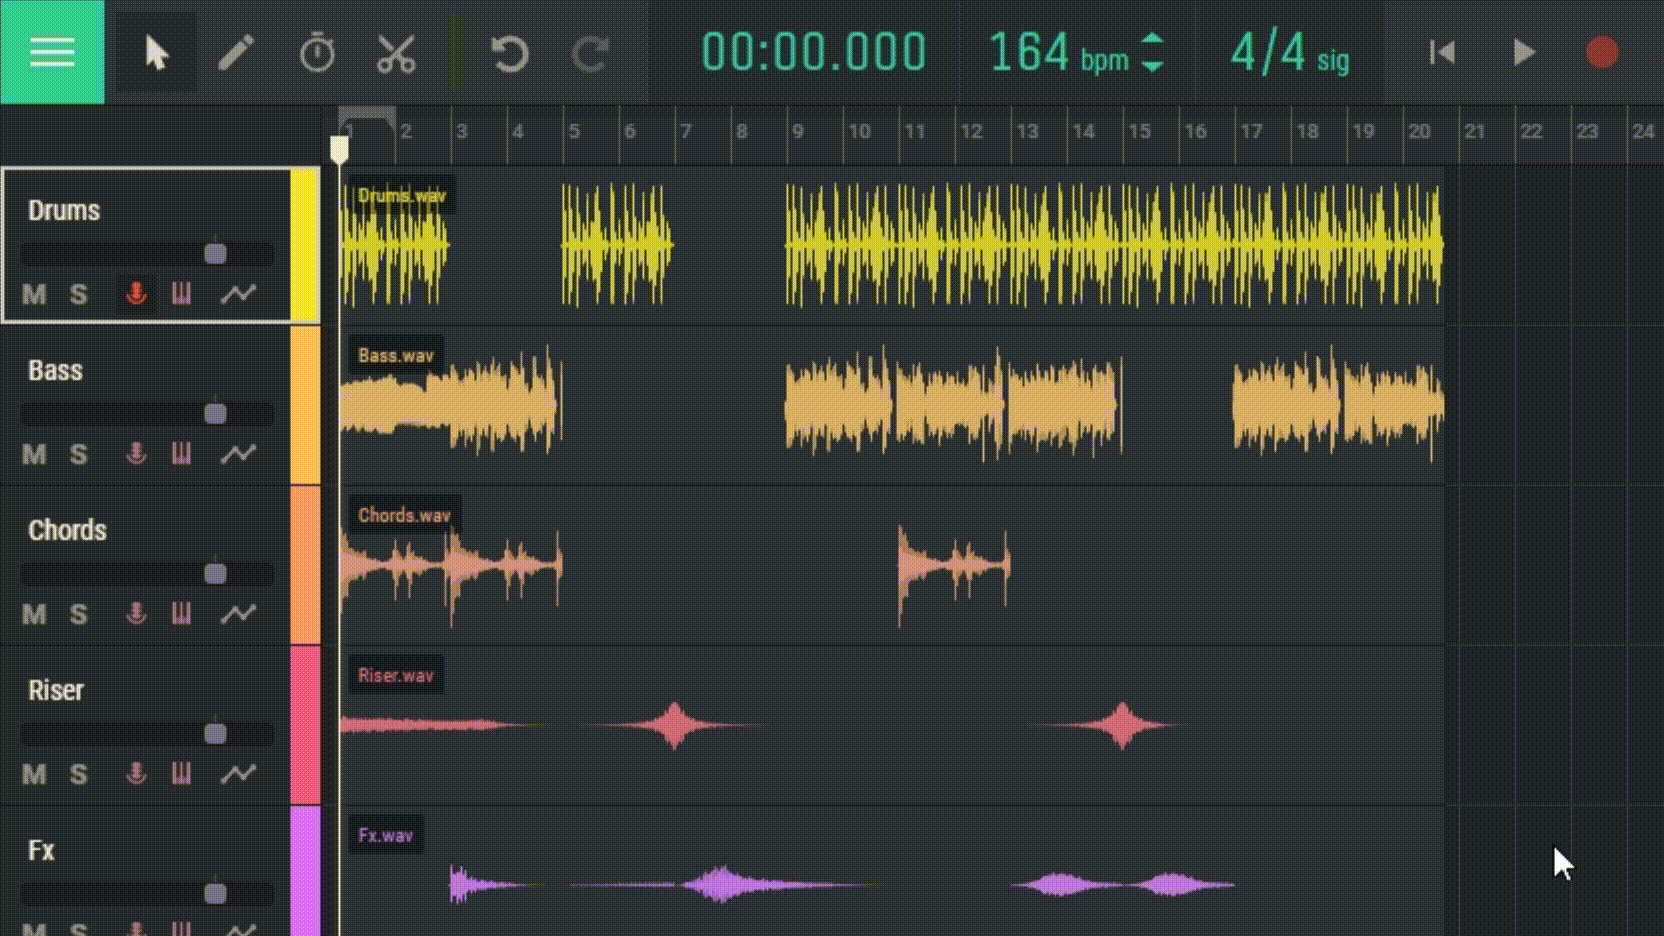 00:00.000 164 bpm 4/4 sig
1 2 3 4 5 6 7 8 9 10 11 12 13 14 15 16 17 18 19 20 21 22 23 24
Drums
Drums.wav
M S
Bass
Bass.wav
M S
Chords
Chords.wav
M S
Riser
Riser.wav
M S
Fx
Fx.wav
M S